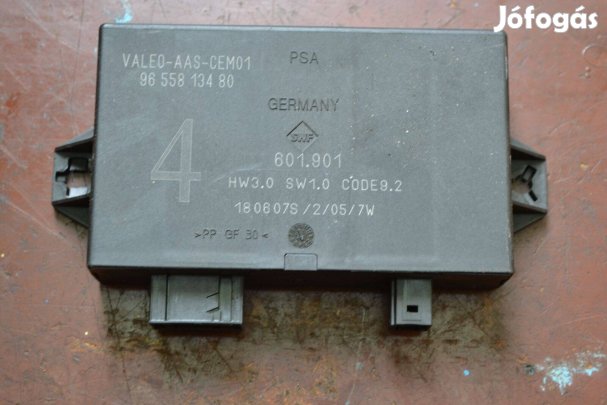 Jófogás
VALEO-AAS-CEM01 PSA
96 558 134 80
GERMANY
SWF
4
601.901
HW3.0 SW1.0 CODE9.2
180607S/2/05/7W
>PP GF 30<